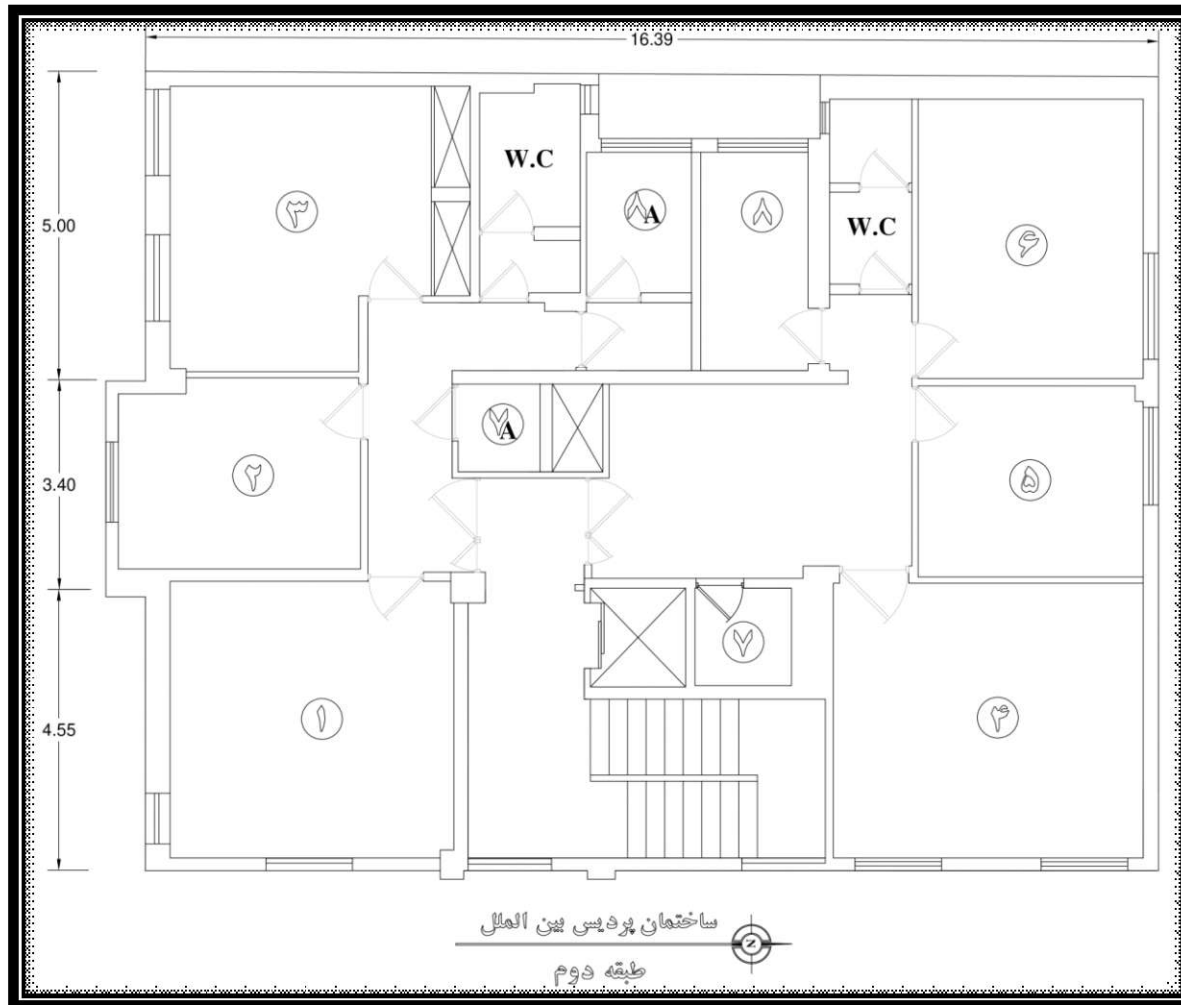 16.39
W.C
۳
۸A
۸
W.C
۶
5.00
۷A
۲
۵
3.40
۷
۱
۴
4.55
ساختمان پردیس بین الملل
N
طبقه دوم